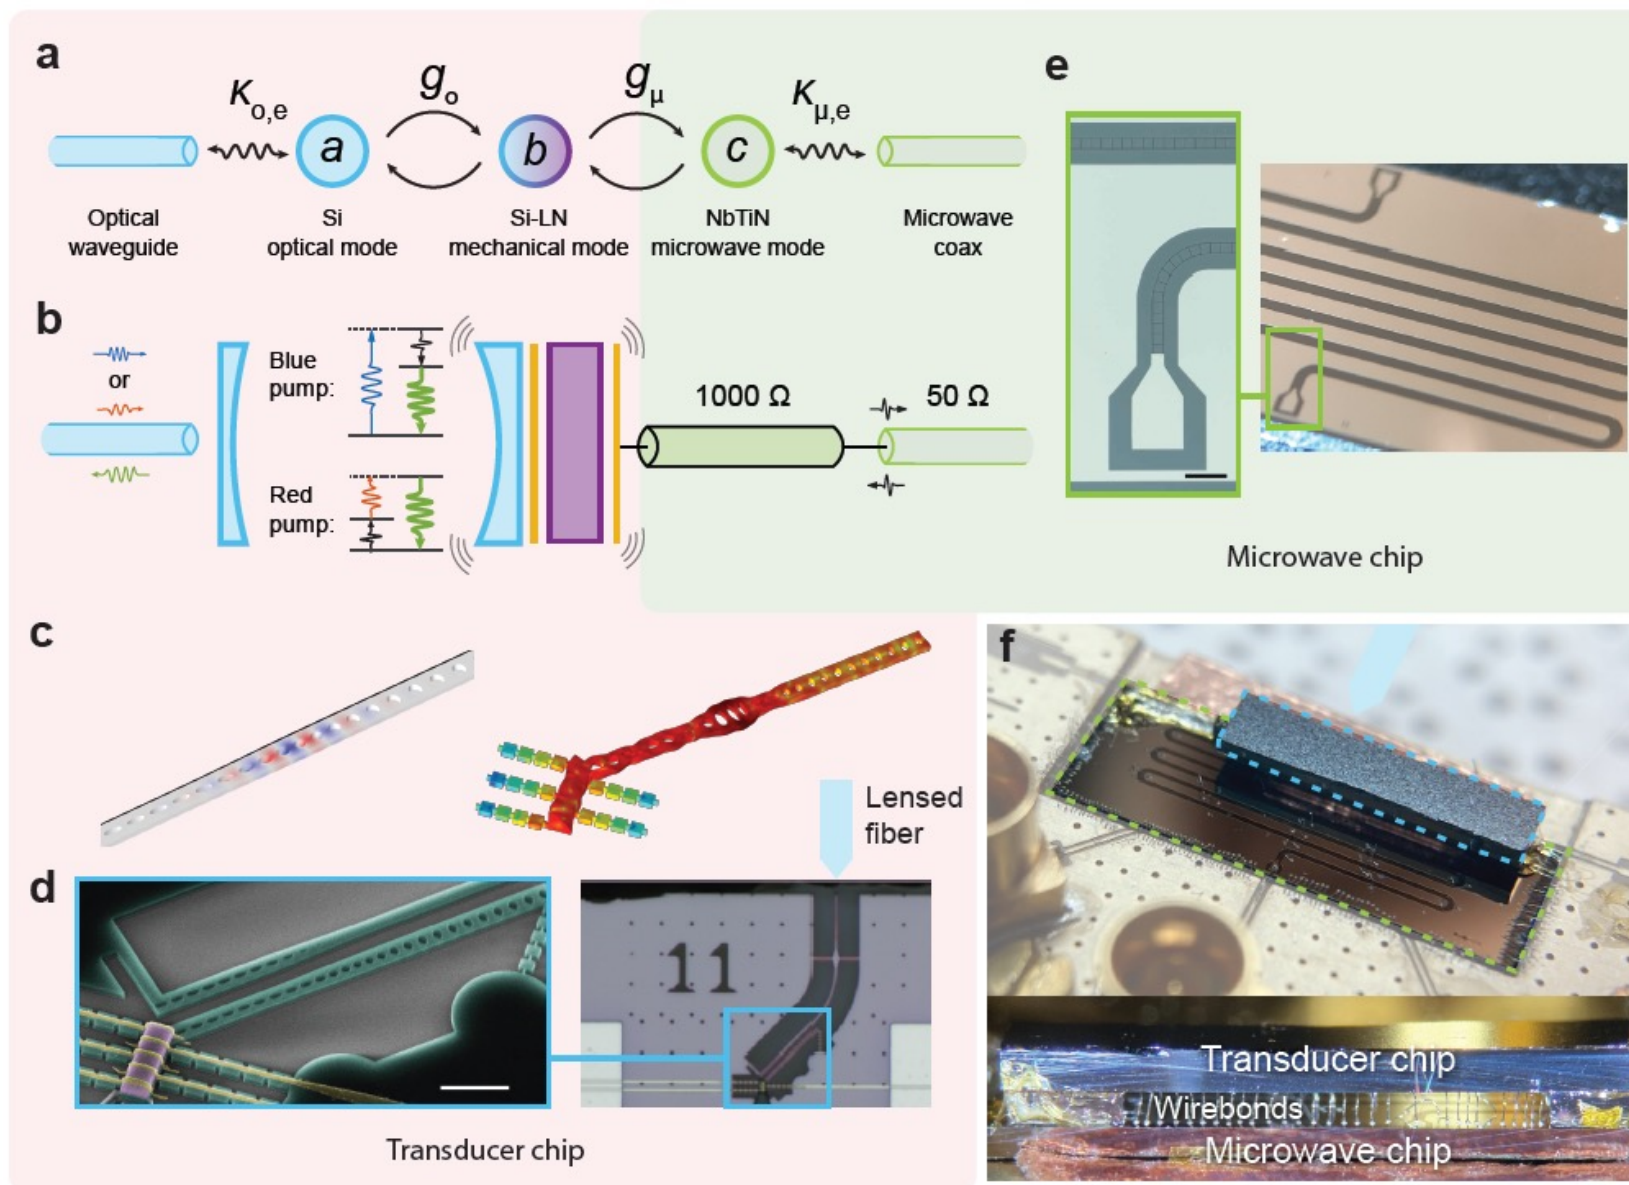 a
κo,e
go
gμ
κμ,e
a
b
c
Optical
waveguide
Si
optical mode
Si-LN
mechanical mode
NbTiN
microwave mode
Microwave
coax
b
or
Blue
pump:
Red
pump:
1000 Ω
50 Ω
e
Microwave chip
c
Lensed
fiber
d
11
Transducer chip
f
Transducer chip
Wirebonds
Microwave chip